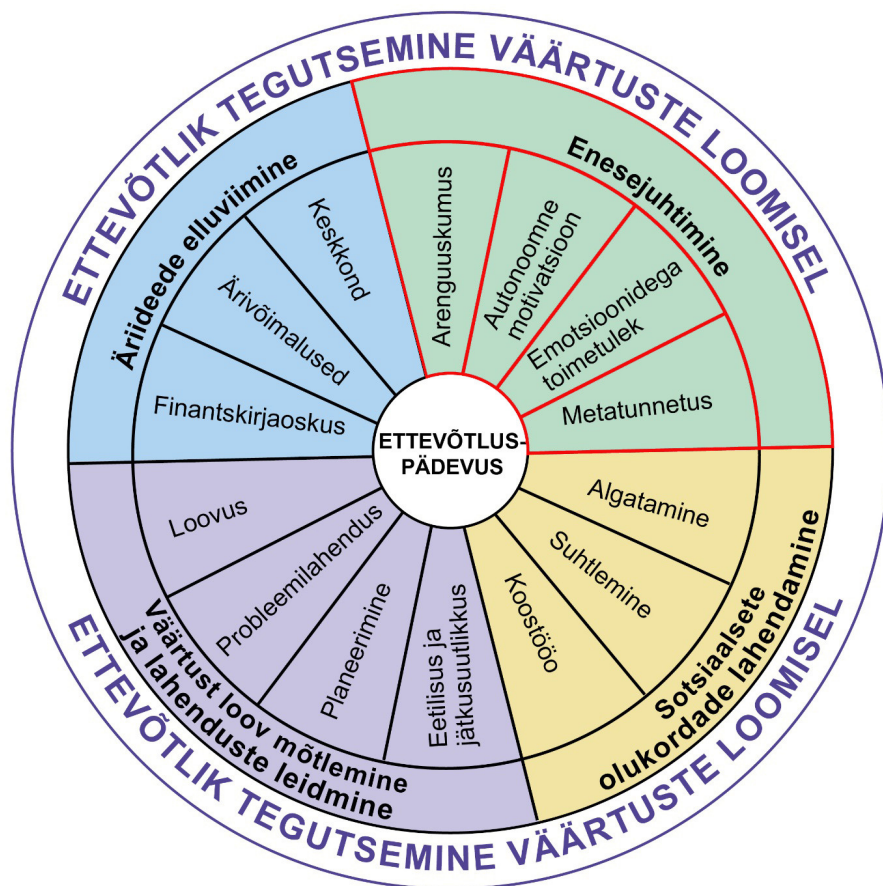 ETTEVÕTLIK TEGUTSEMINE VÄÄRTUSTE LOOMISEL
Enesejuhtimine
Arenguuskumus
Autonoomne
motivatsioon
Emotsioonidega
toimetulek
Metatunnetus
Sotsiaalsete
olukordade lahendamine
Algatamine
Suhtlemine
Koostööo
Väärtust loov mõtlemine
ja lahenduste leidmine
Eetilisus ja
jätkusuutlikkus
Planeerimine
Probleemilahendus
Loovus
Äriideede elluviimine
Finantskirjaoskus
Ärivõimalused
Keskkond
ETTEVÕTLUS-
PÄDEVUS
ETTEVÕTLIK TEGUTSEMINE VÄÄRTUSTE LOOMISEL